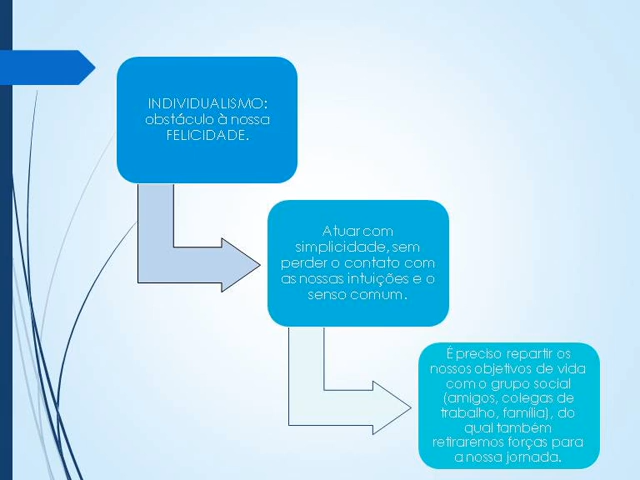 INDIVIDUALISMO:
obstáculo à nossa
FELICIDADE.
Atuar com
simplicidade, sem
perder o contato com
as nossas intuições e o
senso comum.
É preciso repartir os
nossos objetivos de vida
com o grupo social
(amigos, colegas de
trabalho, família), do
qual também
retiraremos forças para
a nossa jornada.